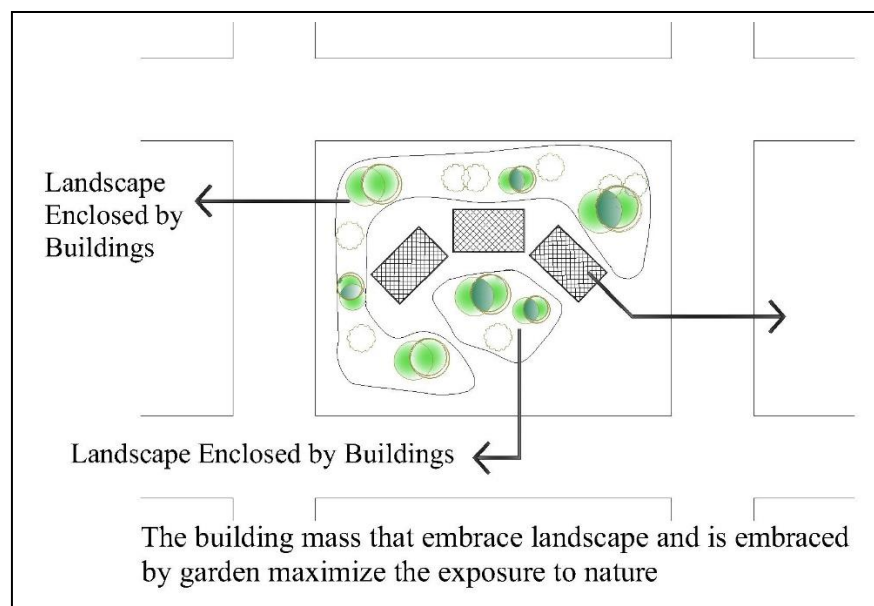 Landscape
Enclosed by
Buildings
Landscape Enclosed by Buildings
The building mass that embrace landscape and is embraced
by garden maximize the exposure to nature